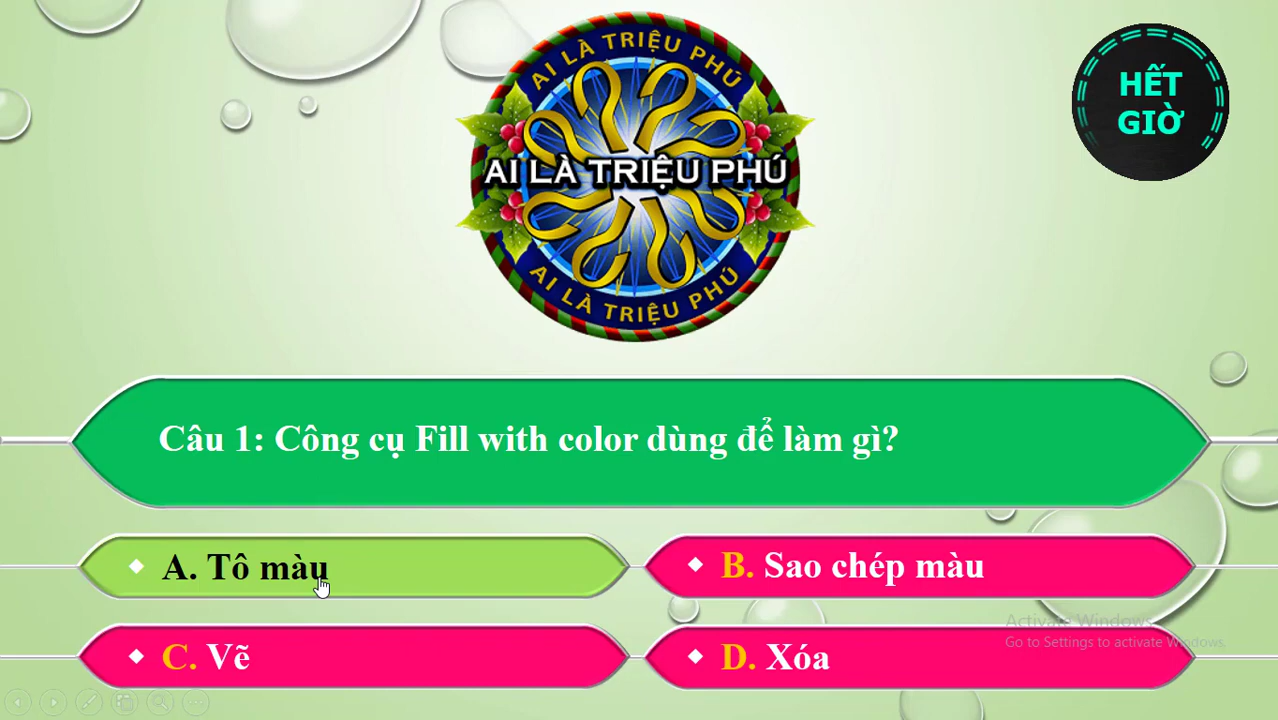 AI LÀ TRIỆU PHÚ
AI LÀ TRIỆU PHÚ
AI LÀ TRIỆU PHÚ
HẾT
GIỜ
Câu 1: Công cụ Fill with color dùng để làm gì?
A. Tô màu
B. Sao chép màu
C. Vẽ
D. Xóa
Activate Windows
Go to Settings to activate Windows.